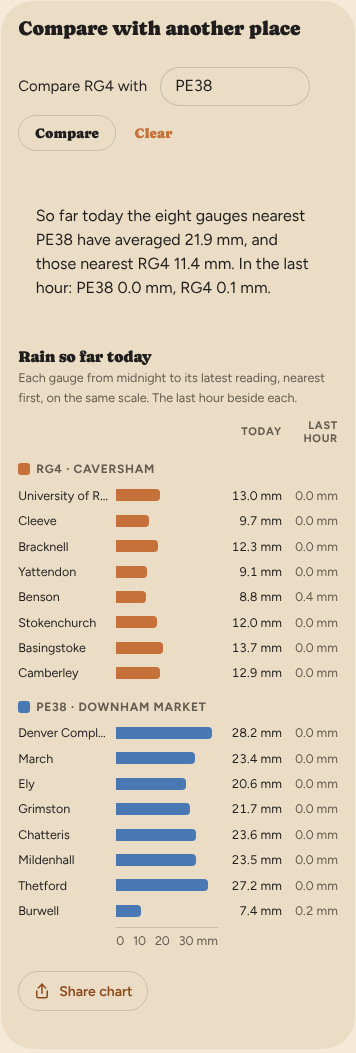 Compare with another place
Compare RG4 with PE38
Compare Clear
So far today the eight gauges nearest
PE38 have averaged 21.9 mm, and
those nearest RG4 11.4 mm. In the last
hour: PE38 0.0 mm, RG4 0.1 mm.
Rain so far today
Each gauge from midnight to its latest reading, nearest
first, on the same scale. The last hour beside each.
TODAY LAST
HOUR
RG4 · CAVERSHAM
University of R... 13.0 mm 0.0 mm
Cleeve 9.7 mm 0.0 mm
Bracknell 12.3 mm 0.0 mm
Yattendon 9.1 mm 0.0 mm
Benson 8.8 mm 0.4 mm
Stokenchurch 12.0 mm 0.0 mm
Basingstoke 13.7 mm 0.0 mm
Camberley 12.9 mm 0.0 mm
PE38 · DOWNHAM MARKET
Denver Compl... 28.2 mm 0.0 mm
March 23.4 mm 0.0 mm
Ely 20.6 mm 0.0 mm
Grimston 21.7 mm 0.0 mm
Chatteris 23.6 mm 0.0 mm
Mildenhall 23.5 mm 0.0 mm
Thetford 27.2 mm 0.0 mm
Burwell 7.4 mm 0.2 mm
0 10 20 30 mm
Share chart